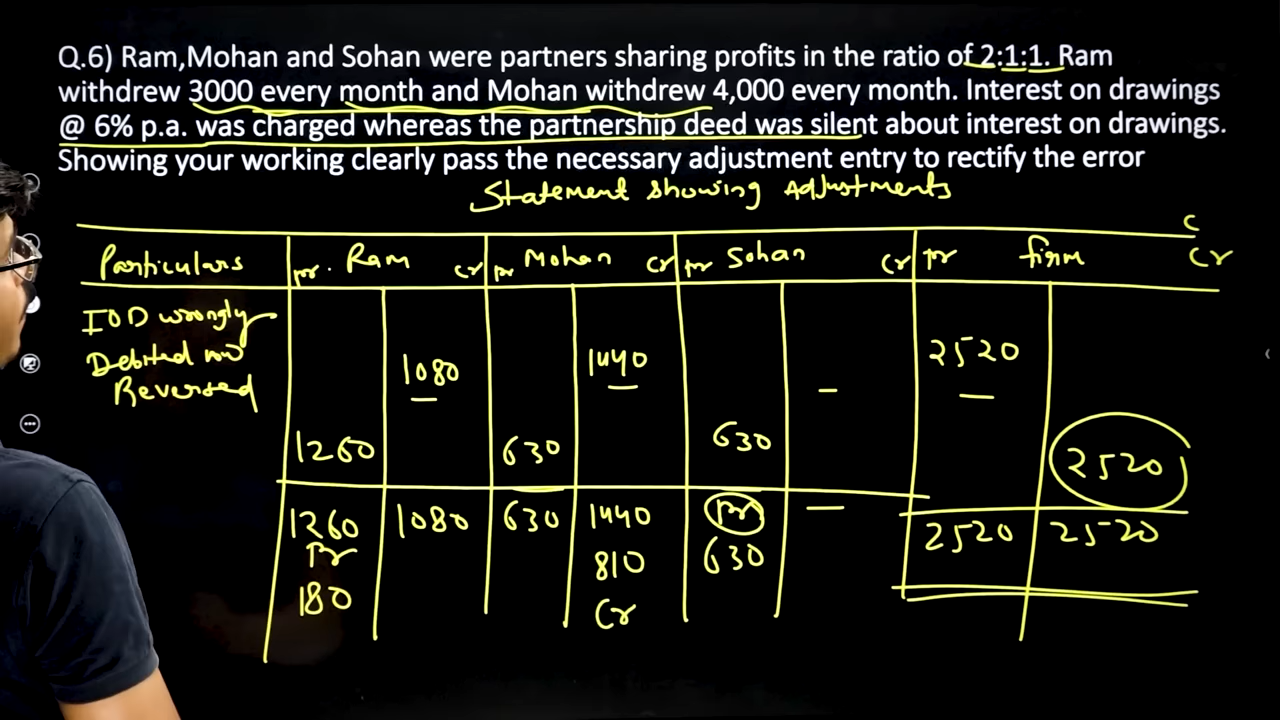 Q.6) Ram,Mohan and Sohan were partners sharing profits in the ratio of 2:1:1. Ram
withdrew 3000 every month and Mohan withdrew 4,000 every month. Interest on drawings
@ 6% p.a. was charged whereas the partnership deed was silent about interest on drawings.
Showing your working clearly pass the necessary adjustment entry to rectify the error
Statement showing Adjustments
C
Particulars Dr. Ram Cr Dr Mohan Cr Dr Sohan Cr Dr firm Cr
IOD wrongly
Debited now 1080 1440 2520
Reversed – –
1260 630 630 2520
1260 1080 630 1440 Dr – 2520 2520
Dr 810 630
180 Cr